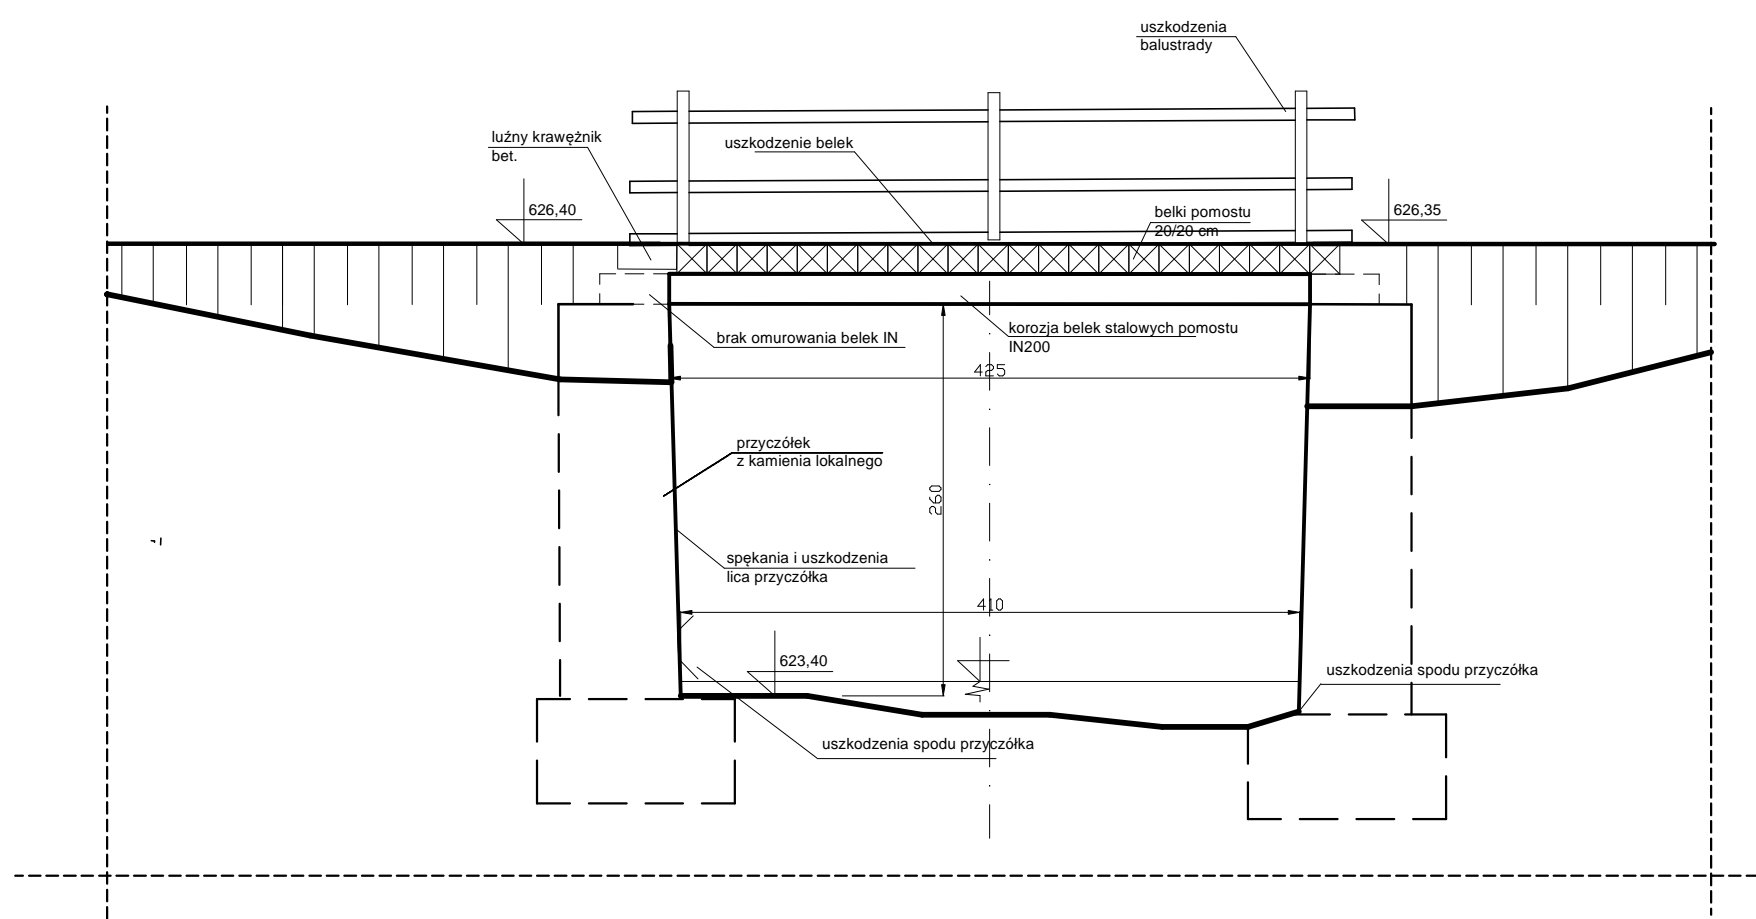 uszkodzenia
balustrady
luźny krawężnik
bet.
uszkodzenie belek
626,40
belki pomostu
20/20 cm
626,35
brak omurowania belek IN
korozja belek stalowych pomostu
IN200
425
przyczółek
z kamienia lokalnego
260
spękania i uszkodzenia
lica przyczółka
410
623,40
uszkodzenia spodu przyczółka
uszkodzenia spodu przyczółka